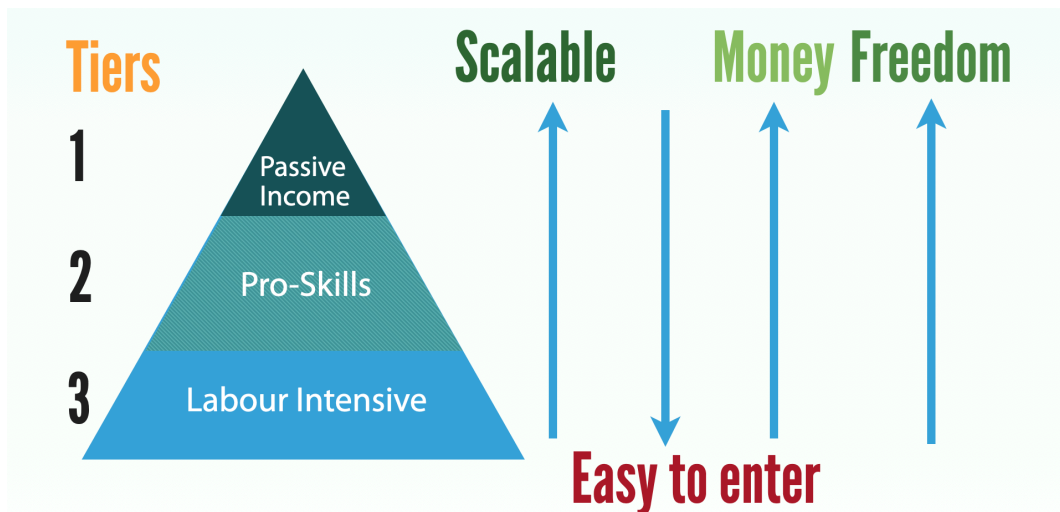 Tiers
Scalable
Money Freedom
1
Passive
Income
2
Pro-Skills
3
Labour Intensive
Easy to enter